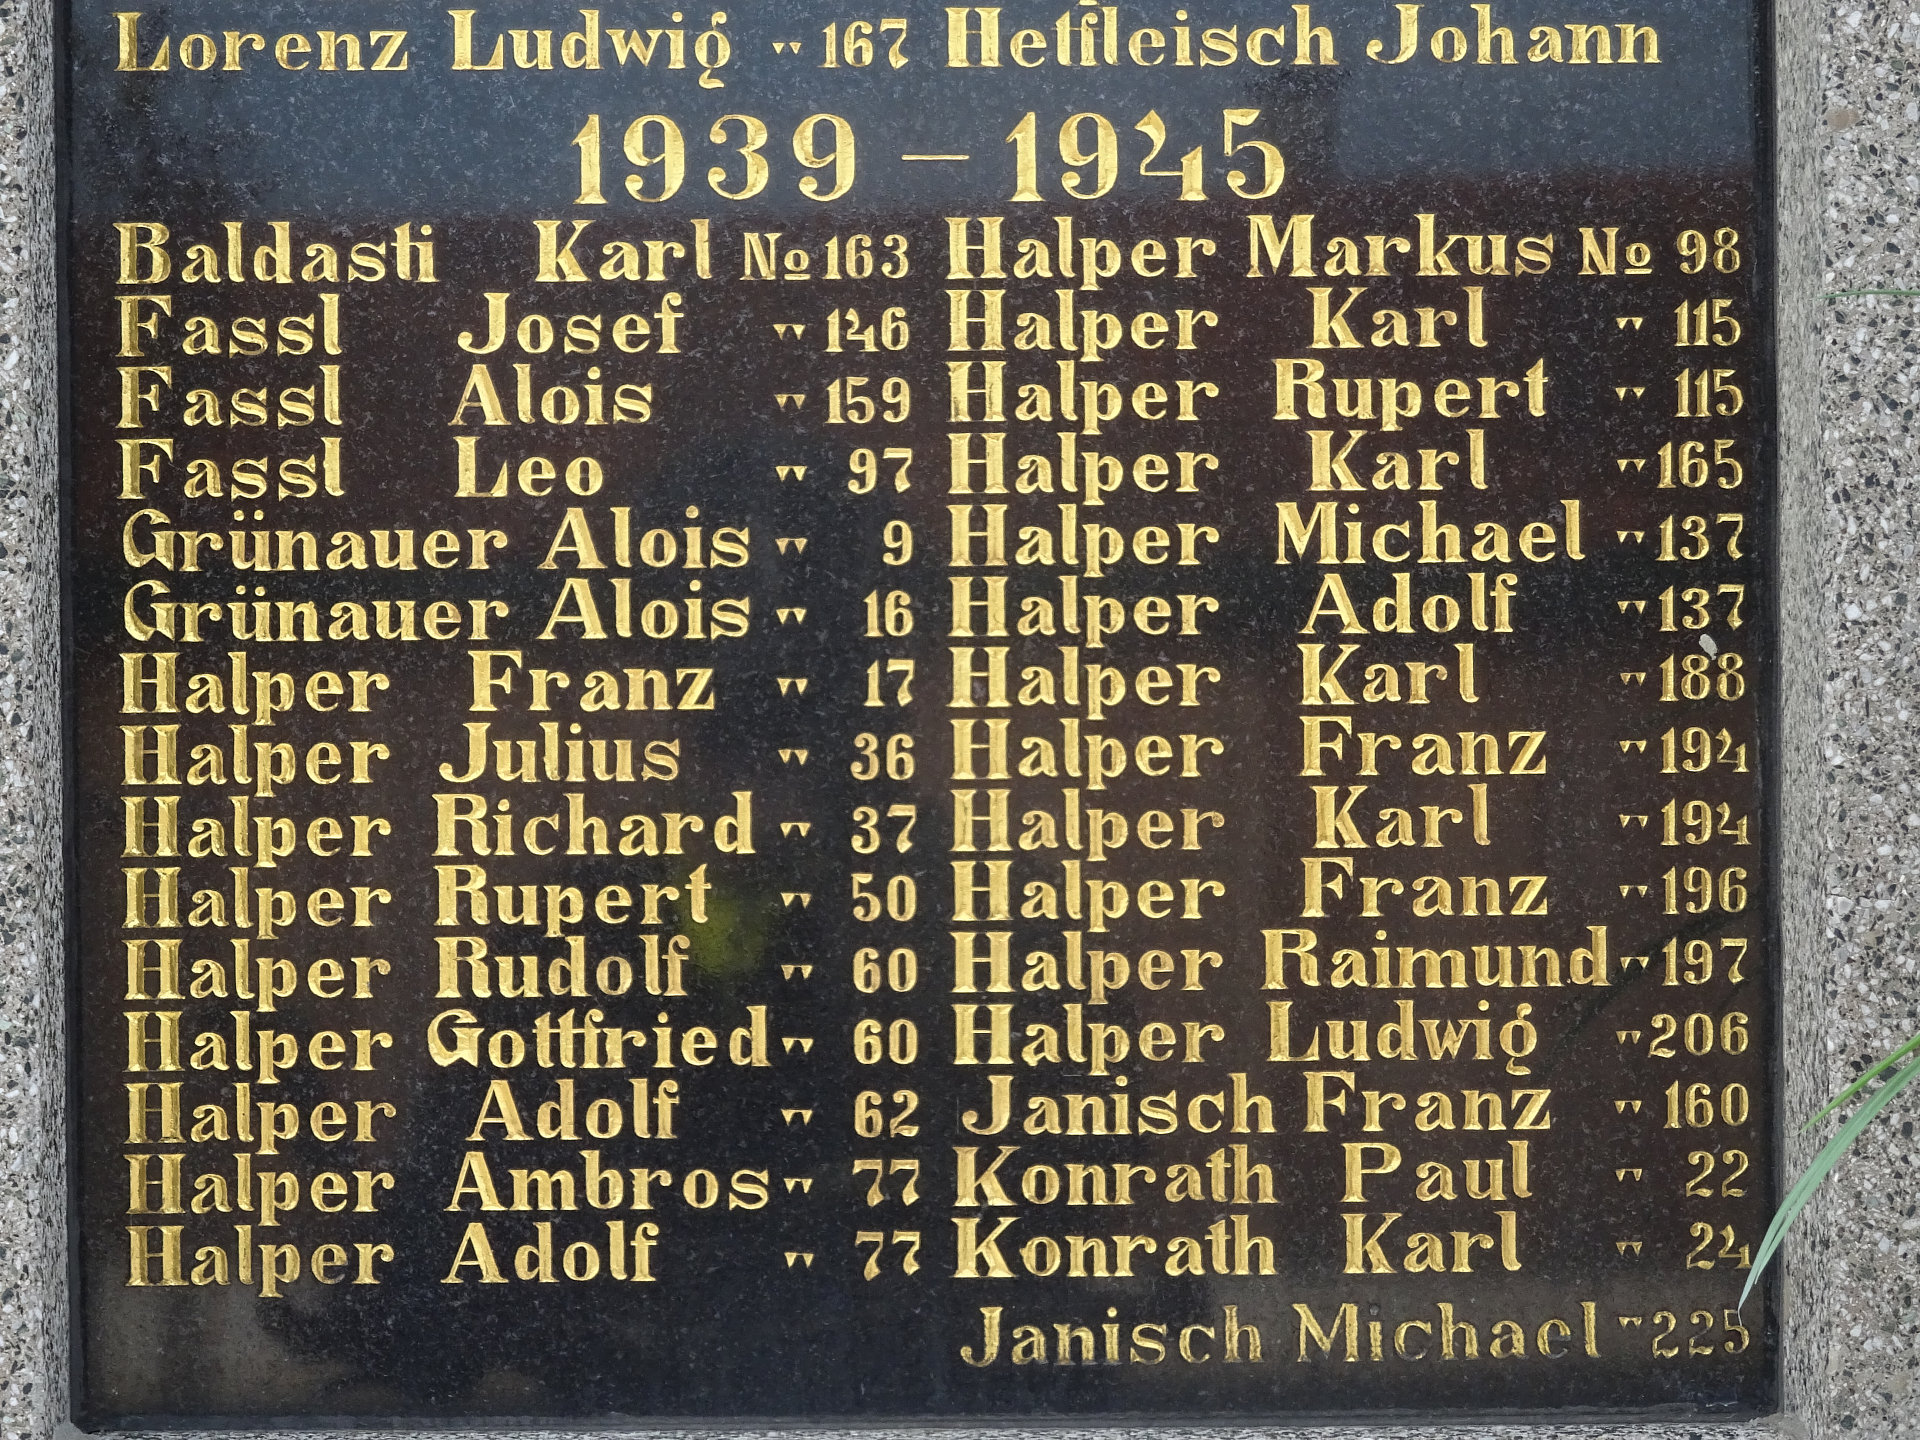 Lorenz Ludwig " 167 Hetfleisch Johann
1939 – 1945
Baldasti Karl No 163 Halper Markus No 98
Fassl Josef " 146 Halper Karl " 115
Fassl Alois " 159 Halper Rupert " 115
Fassl Leo " 97 Halper Karl " 165
Grünauer Alois " 9 Halper Michael " 137
Grünauer Alois " 16 Halper Adolf " 137
Halper Franz " 17 Halper Karl " 188
Halper Julius " 36 Halper Franz " 194
Halper Richard " 37 Halper Karl " 194
Halper Rupert " 50 Halper Franz " 196
Halper Rudolf " 60 Halper Raimund " 197
Halper Gottfried " 60 Halper Ludwig " 206
Halper Adolf " 62 Janisch Franz " 160
Halper Ambros " 77 Konrath Paul " 22
Halper Adolf " 77 Konrath Karl " 24
Janisch Michael " 225